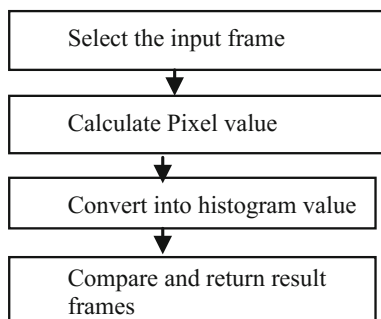 Select the input frame
Calculate Pixel value
Convert into histogram value
Compare and return result
frames